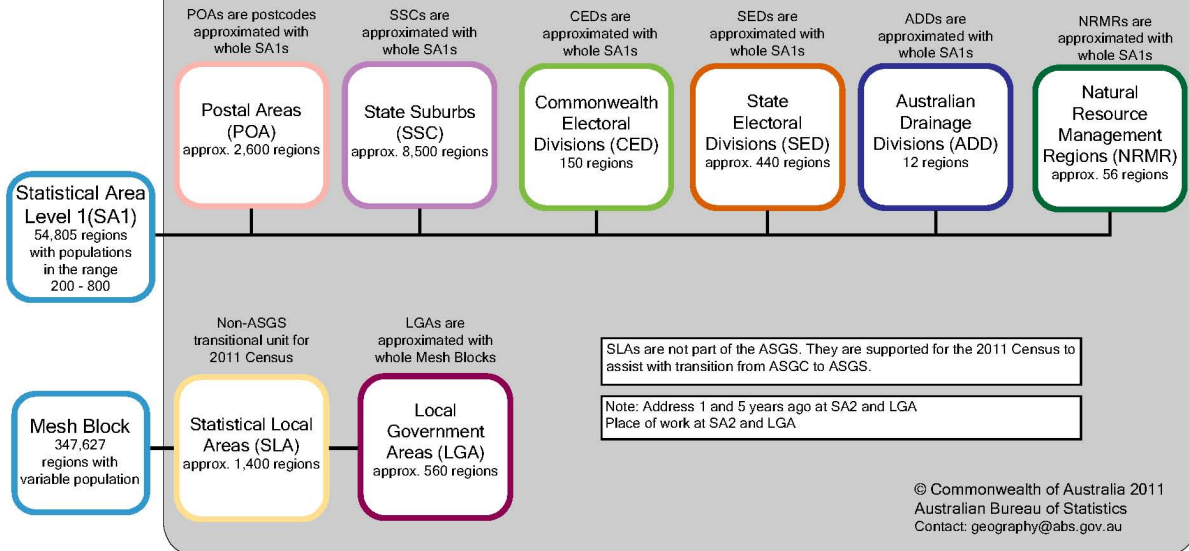 POAs are postcodes
approximated with
whole SA1s
SSCs are
approximated with
whole SA1s
CEDs are
approximated with
whole SA1s
SEDs are
approximated with
whole SA1s
ADDs are
approximated with
whole SA1s
NRMRs are
approximated with
whole SA1s
Postal Areas
(POA)
approx. 2,600 regions
State Suburbs
(SSC)
approx. 8,500 regions
Commonwealth
Electoral
Divisions (CED)
150 regions
State
Electoral
Divisions (SED)
approx. 440 regions
Australian
Drainage
Divisions (ADD)
12 regions
Natural
Resource
Management
Regions (NRMR)
approx. 56 regions
Statistical Area
Level 1(SA1)
54,805 regions
with populations
in the range
200 - 800
Non-ASGS
transitional unit for
2011 Census
LGAs are
approximated with
whole Mesh Blocks
SLAs are not part of the ASGS. They are supported for the 2011 Census to
assist with transition from ASGC to ASGS.
Note: Address 1 and 5 years ago at SA2 and LGA
Place of work at SA2 and LGA
Mesh Block
347,627
regions with
variable population
Statistical Local
Areas (SLA)
approx. 1,400 regions
Local
Government
Areas (LGA)
approx. 560 regions
© Commonwealth of Australia 2011
Australian Bureau of Statistics
Contact: geography@abs.gov.au